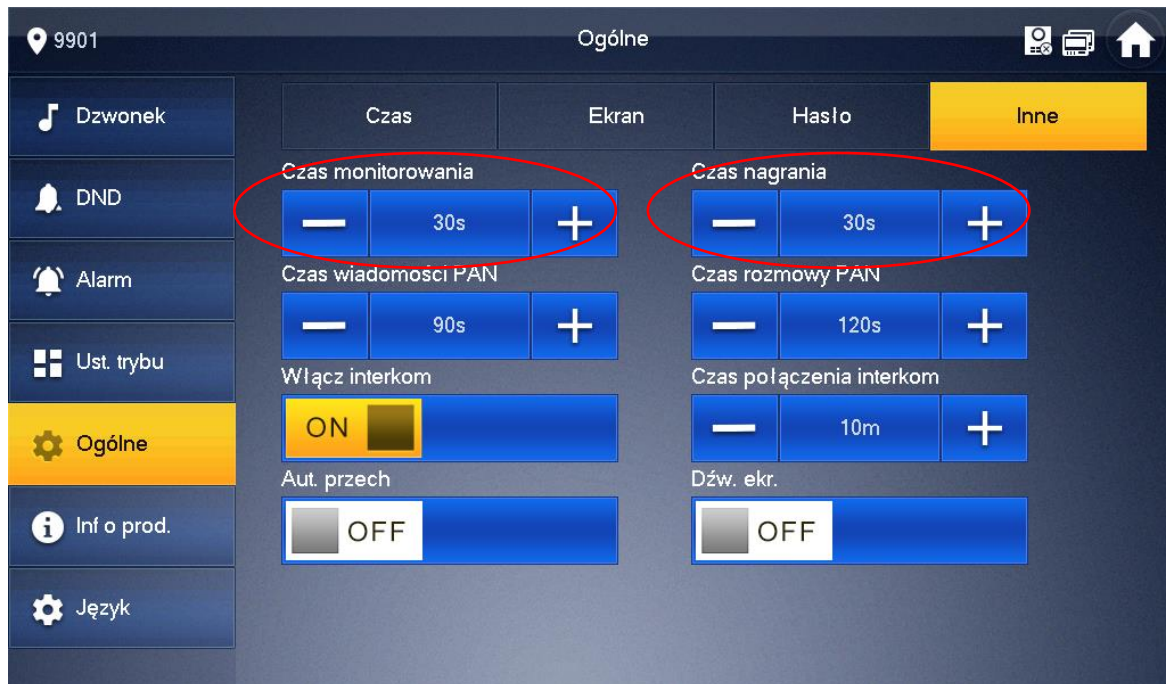 9901
Ogólne
Dzwonek
DND
Alarm
Ust. trybu
Ogólne
Inf o prod.
Język
Czas
Ekran
Hasło
Inne
Czas monitorowania
Czas nagrania
30s
30s
Czas wiadomości PAN
Czas rozmowy PAN
90s
120s
Włącz interkom
Czas połączenia interkom
ON
10m
Aut. przech
Dźw. ekr.
OFF
OFF